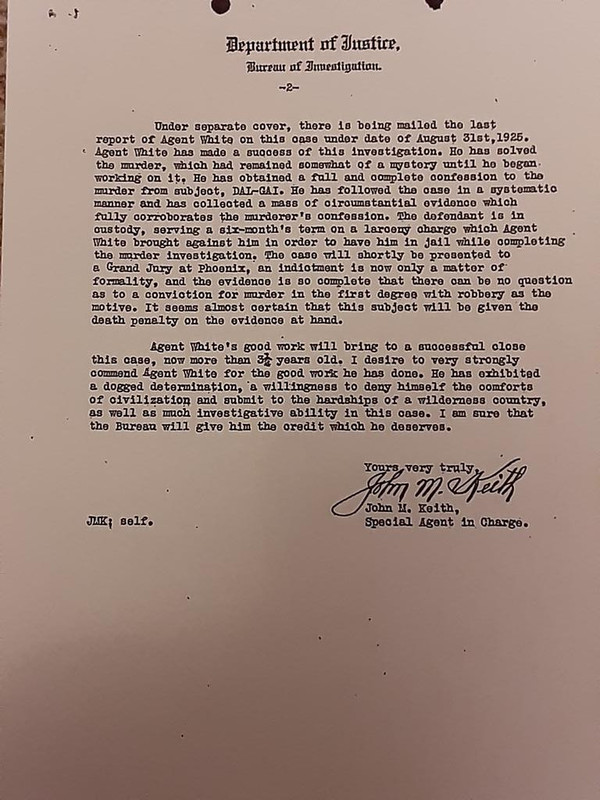 Department of Justice,
Bureau of Investigation.
-2-
Under separate cover, there is being mailed the last
report of Agent White on this case under date of August 31st,1925.
Agent White has made a success of this investigation. He has solved
the murder, which had remained somewhat of a mystery until he began
working on it. He has obtained a full and complete confession to the
murder from subject, DAL-GAI. He has followed the case in a systematic
manner and has collected a mass of circumstantial evidence which
fully corroborates the murderer's confession. The defendant is in
custody, serving a six-month's term on a larceny charge which Agent
White brought against him in order to have him in jail while completing
the murder investigation. The case will shortly be presented to
a Grand Jury at Phoenix, an indictment is now only a matter of
formality, and the evidence is so complete that there can be no question
as to a conviction for murder in the first degree with robbery as the
motive. It seems almost certain that this subject will be given the
death penalty on the evidence at hand.
Agent White's good work will bring to a successful close
this case, now more than 3½ years old. I desire to very strongly
commend Agent White for the good work he has done. He has exhibited
a dogged determination, a willingness to deny himself the comforts
of civilization and submit to the hardships of a wilderness country,
as well as much investigative ability in this case. I am sure that
the Bureau will give him the credit which he deserves.
Yours very truly,
John M. Keith
John M. Keith,
JMK; self.
Special Agent in Charge.